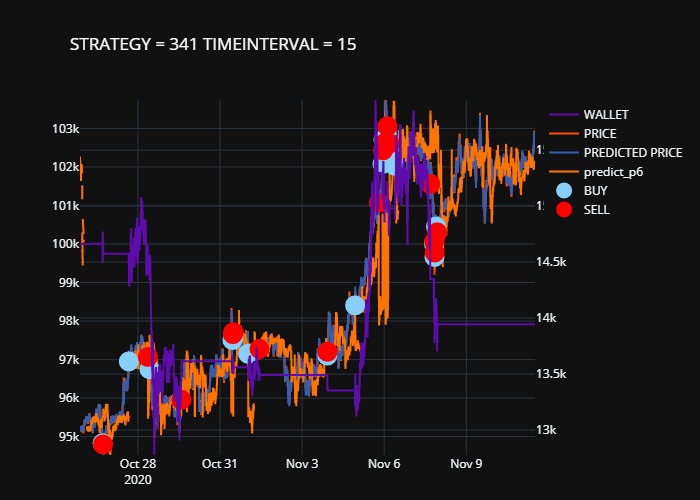 STRATEGY = 341 TIMEINTERVAL = 15
103k
102k
101k
100k
99k
98k
97k
96k
95k
14.5k
14k
13.5k
13k
Oct 28
2020
Oct 31
Nov 3
Nov 6
Nov 9
WALLET
PRICE
PREDICTED PRICE
predict_p6
BUY
SELL